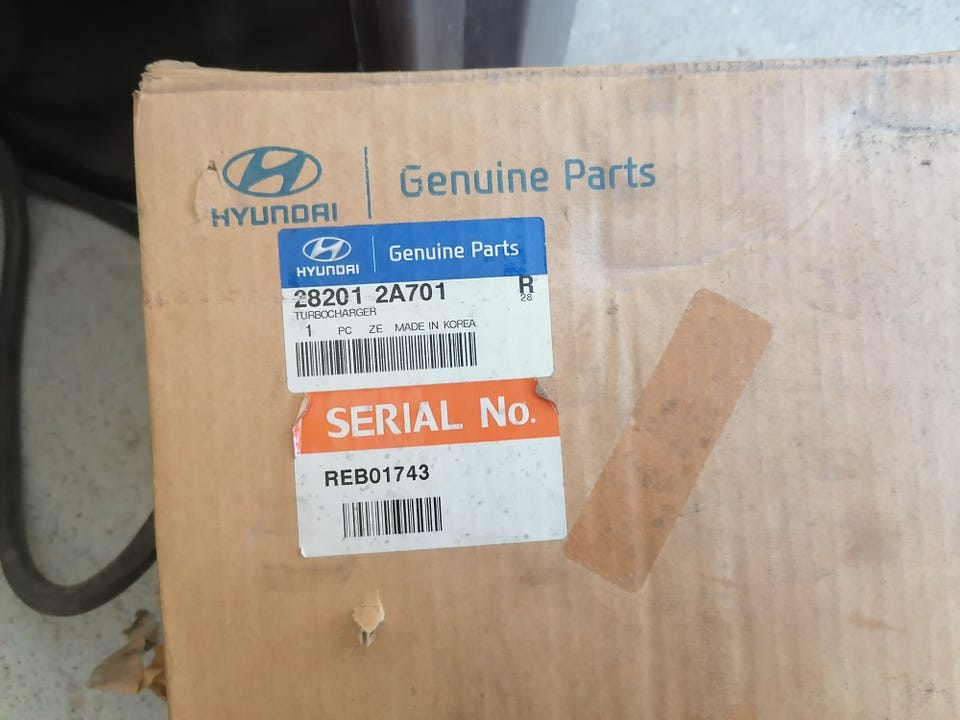 HYUNDAI
Genuine Parts
HYUNDAI
Genuine Parts
28201 2A701
R
TURBOCHARGER
28
1 PC ZE MADE IN KOREA
SERIAL No.
REB01743